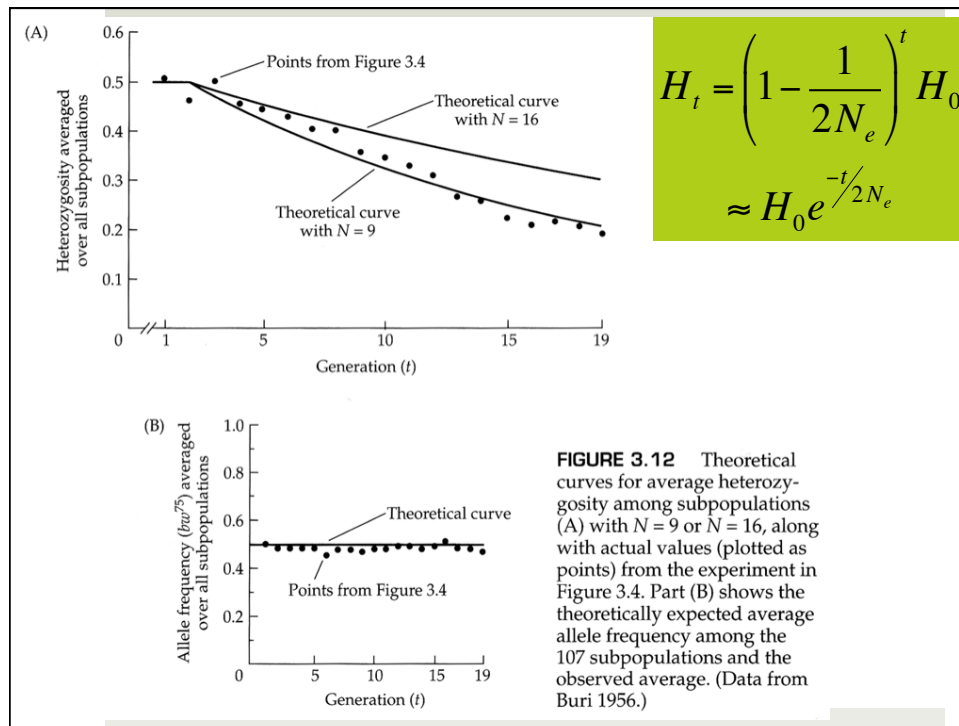 (A)
Heterozygosity averaged
over all subpopulations
0.6
0.5
0.4
0.3
0.2
0.1
0
Points from Figure 3.4
Theoretical curve
with N = 16
Theoretical curve
with N = 9
1
5
10
15
19
Generation (t)
H_t = (1 − 1/2N_e)^t H_0
≈ H_0 e^{−t/2N_e}
(B)
Allele frequency (bw^75) averaged
over all subpopulations
1.0
0.8
0.6
0.4
0.2
Theoretical curve
Points from Figure 3.4
0
5
10
15
19
Generation (t)
FIGURE 3.12 Theoretical
curves for average heterozy-
gosity among subpopulations
(A) with N = 9 or N = 16, along
with actual values (plotted as
points) from the experiment in
Figure 3.4. Part (B) shows the
theoretically expected average
allele frequency among the
107 subpopulations and the
observed average. (Data from
Buri 1956.)